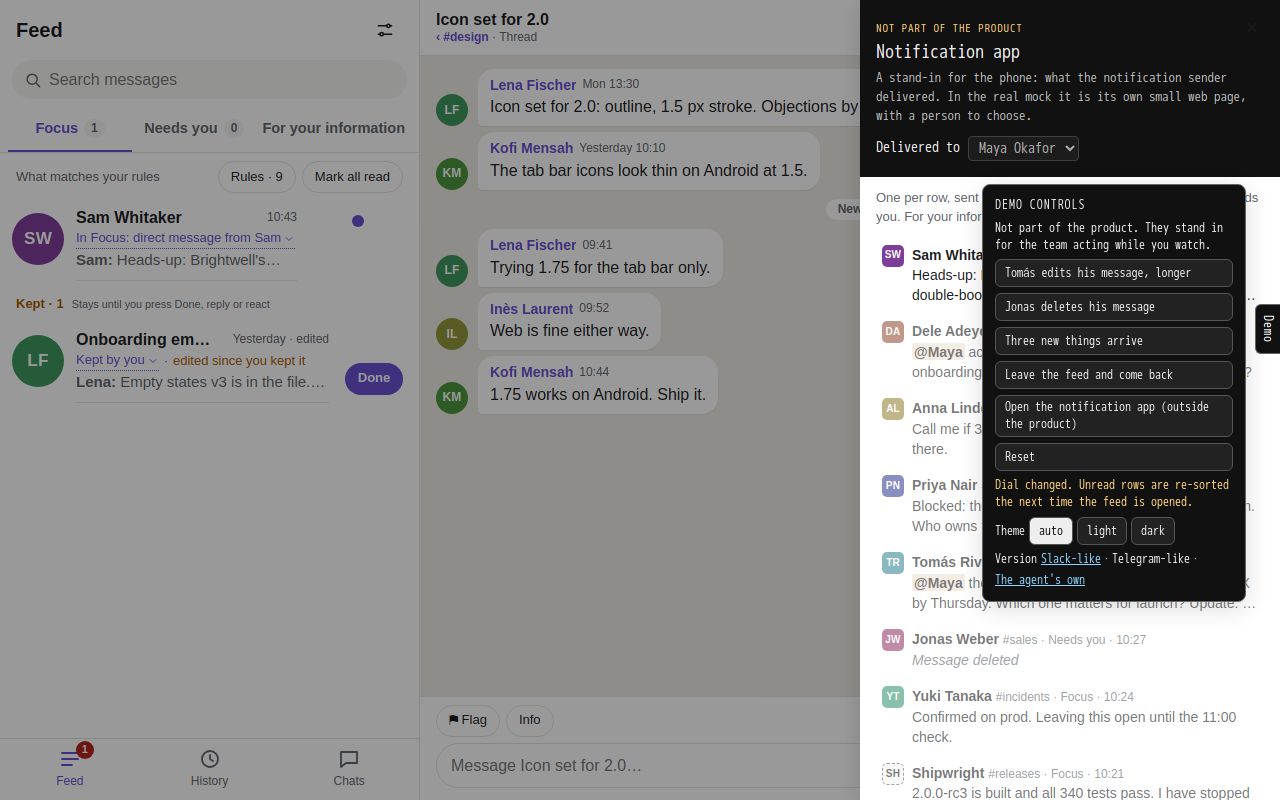 Feed
Search messages
Focus 1
Needs you 0
For your information
What matches your rules
Rules · 9
Mark all read
SW
Sam Whitaker
10:43
In Focus: direct message from Sam
Sam: Heads-up: Brightwell's…
Kept · 1 Stays until you press Done, reply or react
LF
Onboarding em…
Yesterday · edited
Kept by you · edited since you kept it
Lena: Empty states v3 is in the file.…
Done
1
Feed
History
Chats
Icon set for 2.0
‹ #design · Thread
LF
Lena Fischer Mon 13:30
Icon set for 2.0: outline, 1.5 px stroke. Objections by
KM
Kofi Mensah Yesterday 10:10
The tab bar icons look thin on Android at 1.5.
New
LF
Lena Fischer 09:41
Trying 1.75 for the tab bar only.
IL
Inès Laurent 09:52
Web is fine either way.
KM
Kofi Mensah 10:44
1.75 works on Android. Ship it.
Flag
Info
Message Icon set for 2.0…
NOT PART OF THE PRODUCT
Notification app
A stand-in for the phone: what the notification sender
delivered. In the real mock it is its own small web page,
with a person to choose.
Delivered to Maya Okafor
One per row, sent
you. For your infor
SW
Sam Whita
Heads-up:
double-boo
DA
Dele Adeye
@Maya ac
onboarding ?
AL
Anna Lind
Call me if 3
there.
PN
Priya Nair
Blocked: th
Who owns
TR
Tomás Riv
@Maya the
by Thursday. Which one matters for launch? Update: …
JW
Jonas Weber #sales · Needs you · 10:27
Message deleted
YT
Yuki Tanaka #incidents · Focus · 10:24
Confirmed on prod. Leaving this open until the 11:00
check.
SH
Shipwright #releases · Focus · 10:21
2.0.0-rc3 is built and all 340 tests pass. I have stopped
DEMO CONTROLS
Not part of the product. They stand in
for the team acting while you watch.
Tomás edits his message, longer
Jonas deletes his message
Three new things arrive
Leave the feed and come back
Open the notification app (outside
the product)
Reset
Dial changed. Unread rows are re-sorted
the next time the feed is opened.
Theme auto light dark
Version Slack-like · Telegram-like ·
The agent's own
Demo